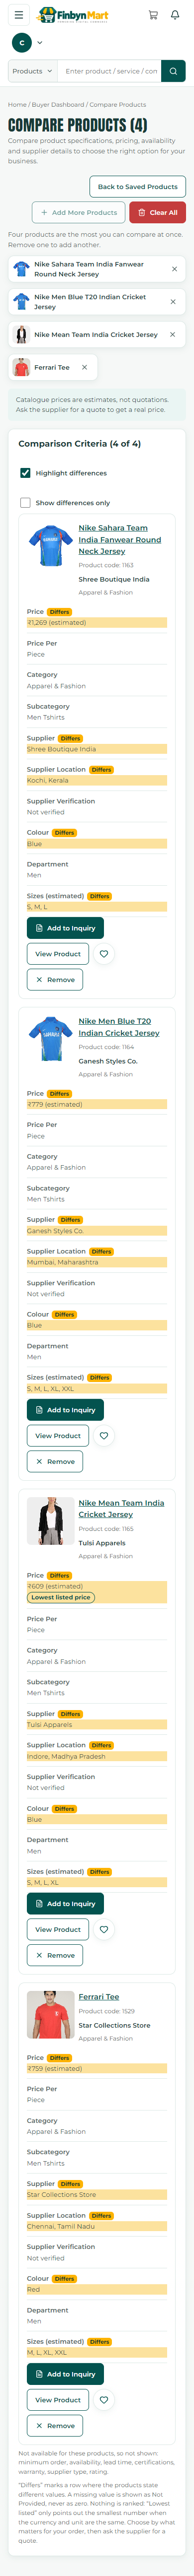 Finbyn Mart
C
Products
Enter product / service / com
Home / Buyer Dashboard / Compare Products
COMPARE PRODUCTS (4)
Compare product specifications, pricing, availability
and supplier details to choose the right option for your
business.
Back to Saved Products
Add More Products
Clear All
Four products are the most you can compare at once.
Remove one to add another.
Nike Sahara Team India Fanwear
Round Neck Jersey
Nike Men Blue T20 Indian Cricket
Jersey
Nike Mean Team India Cricket Jersey
Ferrari Tee
Catalogue prices are estimates, not quotations.
Ask the supplier for a quote to get a real price.
Comparison Criteria (4 of 4)
Highlight differences
Show differences only
Nike Sahara Team
India Fanwear Round
Neck Jersey
Product code: 1163
Shree Boutique India
Apparel & Fashion
Price Differs
₹1,269 (estimated)
Price Per
Piece
Category
Apparel & Fashion
Subcategory
Men Tshirts
Supplier Differs
Shree Boutique India
Supplier Location Differs
Kochi, Kerala
Supplier Verification
Not verified
Colour Differs
Blue
Department
Men
Sizes (estimated) Differs
S, M, L
Add to Inquiry
View Product
Remove
Nike Men Blue T20
Indian Cricket Jersey
Product code: 1164
Ganesh Styles Co.
Apparel & Fashion
Price Differs
₹779 (estimated)
Price Per
Piece
Category
Apparel & Fashion
Subcategory
Men Tshirts
Supplier Differs
Ganesh Styles Co.
Supplier Location Differs
Mumbai, Maharashtra
Supplier Verification
Not verified
Colour Differs
Blue
Department
Men
Sizes (estimated) Differs
S, M, L, XL, XXL
Add to Inquiry
View Product
Remove
Nike Mean Team India
Cricket Jersey
Product code: 1165
Tulsi Apparels
Apparel & Fashion
Price Differs
₹609 (estimated)
Lowest listed price
Price Per
Piece
Category
Apparel & Fashion
Subcategory
Men Tshirts
Supplier Differs
Tulsi Apparels
Supplier Location Differs
Indore, Madhya Pradesh
Supplier Verification
Not verified
Colour Differs
Blue
Department
Men
Sizes (estimated) Differs
S, M, L, XL
Add to Inquiry
View Product
Remove
Ferrari Tee
Product code: 1529
Star Collections Store
Apparel & Fashion
Price Differs
₹759 (estimated)
Price Per
Piece
Category
Apparel & Fashion
Subcategory
Men Tshirts
Supplier Differs
Star Collections Store
Supplier Location Differs
Chennai, Tamil Nadu
Supplier Verification
Not verified
Colour Differs
Red
Department
Men
Sizes (estimated) Differs
M, L, XL, XXL
Add to Inquiry
View Product
Remove
Not available for these products, so not shown:
minimum order, availability, lead time, certifications,
warranty, supplier type, rating.
"Differs" marks a row where the products state
different values. A missing value is shown as Not
Provided, never as zero. Nothing is ranked: "Lowest
listed" only points out the smallest number when
the currency and unit are the same. Choose by what
matters for your order, then ask the supplier for a
quote.